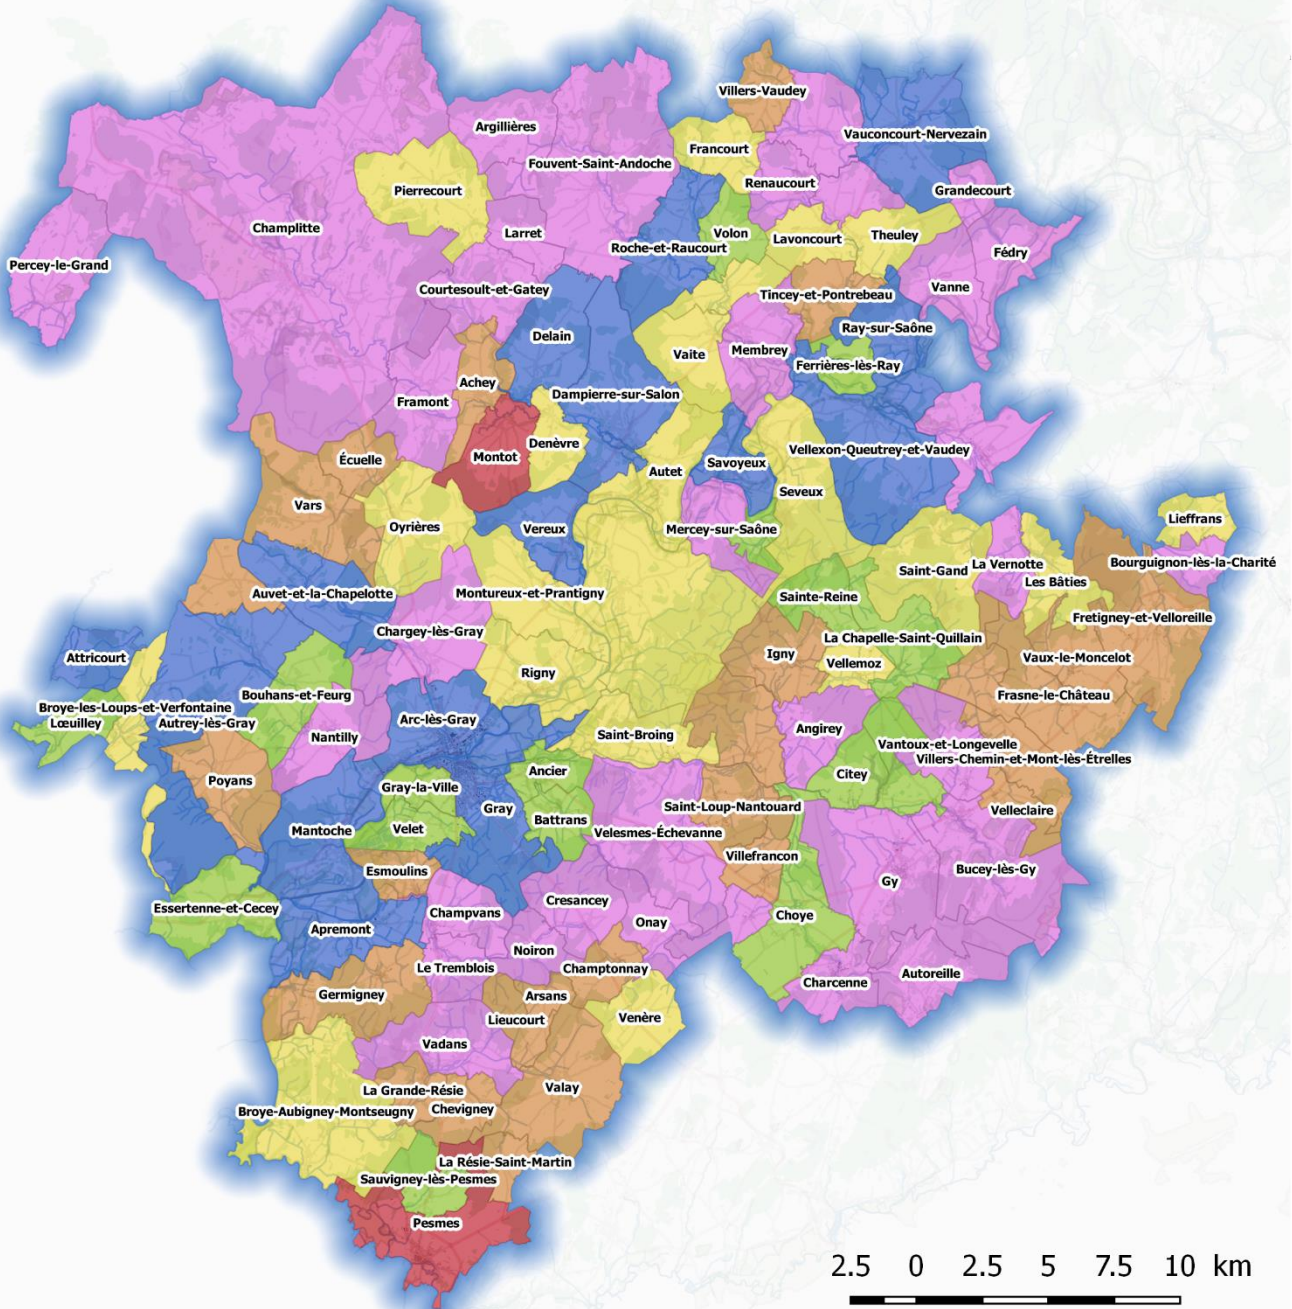 Villers-Vaudey
Argillières
Vauconcourt-Nervezain
Francourt
Fouvent-Saint-Andoche
Renaucourt
Pierrecourt
Grandecourt
Champlitte
Larret
Volon
Lavoncourt
Theuley
Roche-et-Raucourt
Fédry
Percey-le-Grand
Courtesoult-et-Gatey
Vanne
Tincey-et-Pontrebeau
Delain
Ray-sur-Saône
Vaite
Membrey
Ferrières-lès-Ray
Achey
Dampierre-sur-Salon
Framont
Denèvre
Vellexon-Queutrey-et-Vaudey
Écuelle
Montot
Savoyeux
Autet
Seveux
Vars
Oyrières
Vereux
Mercey-sur-Saône
Lieffrans
Saint-Gand
La Vernotte
Bourguignon-lès-la-Charité
Les Bâties
Auvet-et-la-Chapelotte
Montureux-et-Prantigny
Sainte-Reine
Fretigney-et-Velloreille
Chargey-lès-Gray
La Chapelle-Saint-Quillain
Igny
Attricourt
Vellemoz
Vaux-le-Moncelot
Rigny
Bouhans-et-Feurg
Frasne-le-Château
Broye-les-Loups-et-Verfontaine
Lœuilley
Autrey-lès-Gray
Arc-lès-Gray
Angirey
Nantilly
Saint-Broing
Vantoux-et-Longevelle
Villers-Chemin-et-Mont-lès-Étrelles
Poyans
Ancier
Citey
Gray-la-Ville
Saint-Loup-Nantouard
Gray
Velleclaire
Battrans
Mantoche
Velet
Velesmes-Échevanne
Villefrancon
Esmoulins
Bucey-lès-Gy
Gy
Cresancey
Essertenne-et-Cecey
Champvans
Choye
Onay
Apremont
Noiron
Le Tremblois
Champtonnay
Autoreille
Charcenne
Germigney
Arsans
Lieucourt
Venère
Vadans
La Grande-Résie
Valay
Chevigney
Broye-Aubigney-Montseugny
La Résie-Saint-Martin
Sauvigney-lès-Pesmes
Pesmes
2.5 0 2.5 5 7.5 10 km